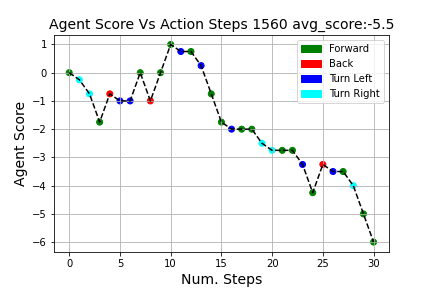 Agent Score Vs Action Steps 1560 avg_score:-5.5
Agent Score
1
0
−1
−2
−3
−4
−5
−6
Forward
Back
Turn Left
Turn Right
0 5 10 15 20 25 30
Num. Steps